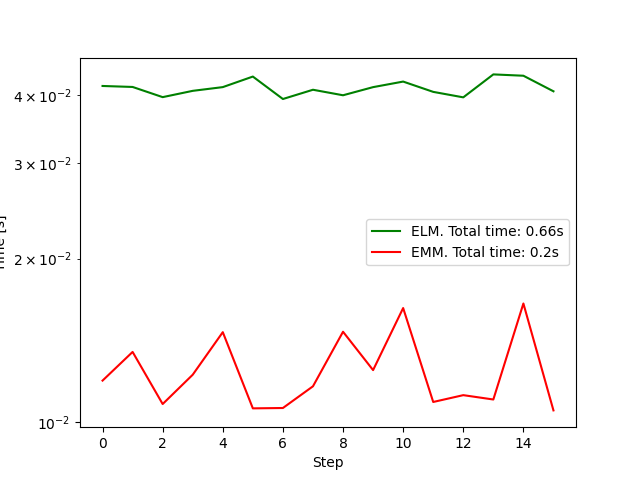 4 × 10⁻²
3 × 10⁻²
2 × 10⁻²
10⁻²
ELM. Total time: 0.66s
EMM. Total time: 0.2s
0 2 4 6 8 10 12 14
Step